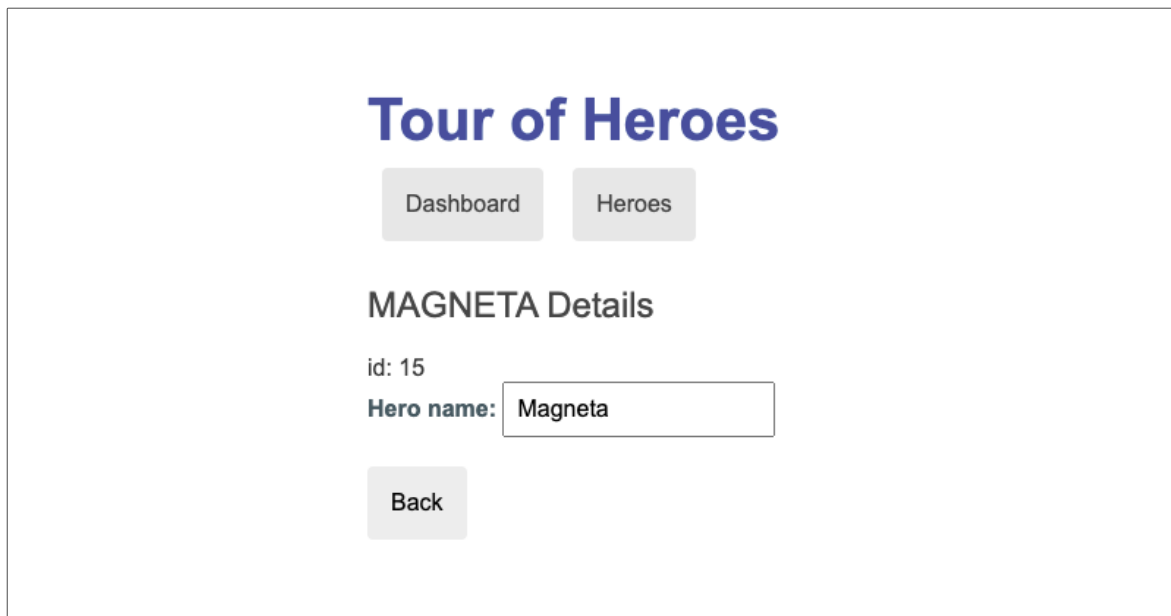 Tour of Heroes
Dashboard Heroes
MAGNETA Details
id: 15
Hero name: Magneta
Back